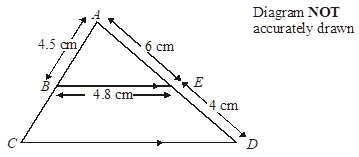 A
Diagram NOT
accurately drawn
4.5 cm
6 cm
B
E
4.8 cm
4 cm
C
D